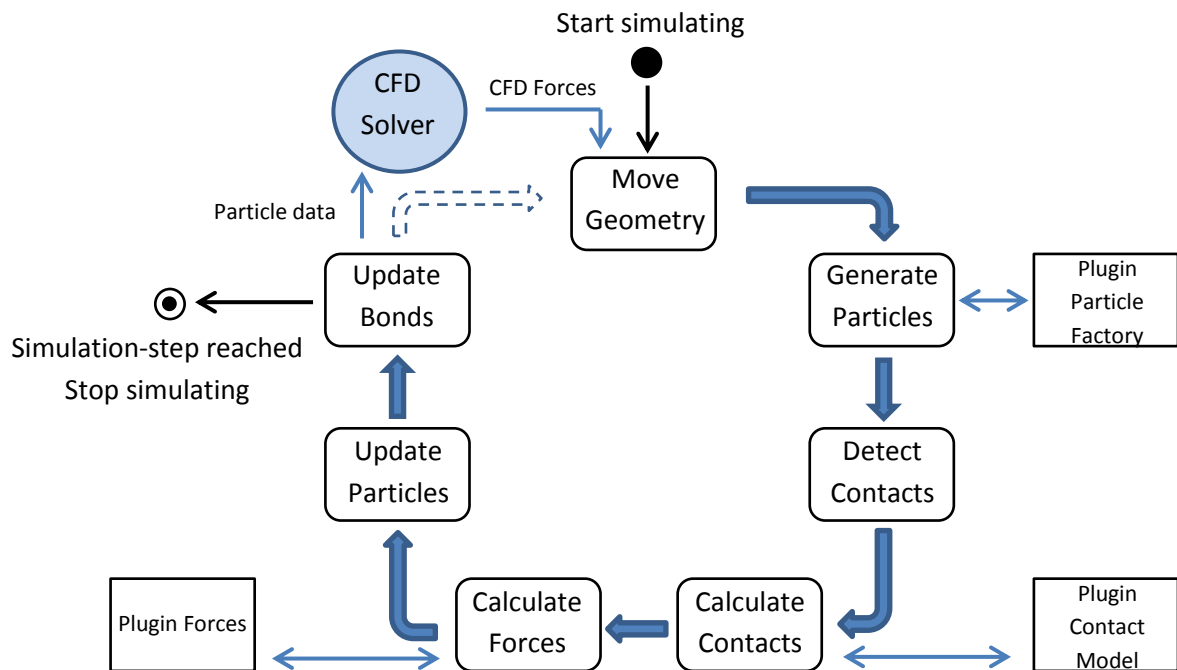 Start simulating
CFD
Solver
CFD Forces
Move
Geometry
Particle data
Update
Bonds
Generate
Particles
Plugin
Particle
Factory
Simulation-step reached
Stop simulating
Update
Particles
Detect
Contacts
Plugin Forces
Calculate
Forces
Calculate
Contacts
Plugin
Contact
Model